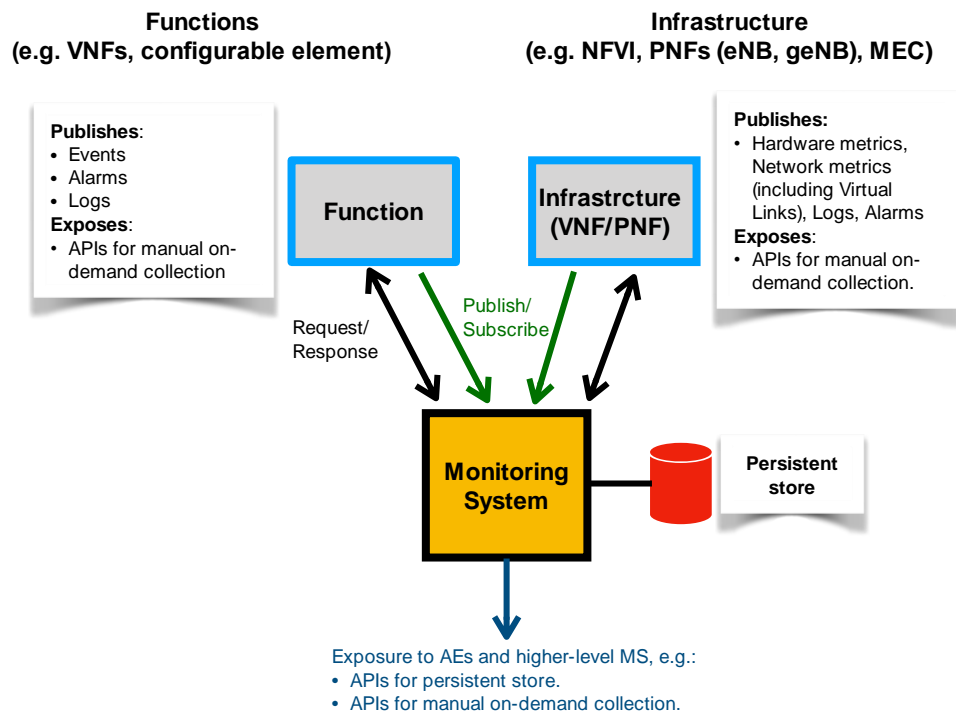 Functions
(e.g. VNFs, configurable element)
Infrastructure
(e.g. NFVI, PNFs (eNB, geNB), MEC)
Publishes:
• Events
• Alarms
• Logs
Exposes:
• APIs for manual on-
demand collection
Function
Infrastrcture
(VNF/PNF)
Publishes:
• Hardware metrics,
Network metrics
(including Virtual
Links), Logs, Alarms
Exposes:
• APIs for manual on-
demand collection.
Request/
Response
Publish/
Subscribe
Monitoring
System
Persistent
store
Exposure to AEs and higher-level MS, e.g.:
• APIs for persistent store.
• APIs for manual on-demand collection.